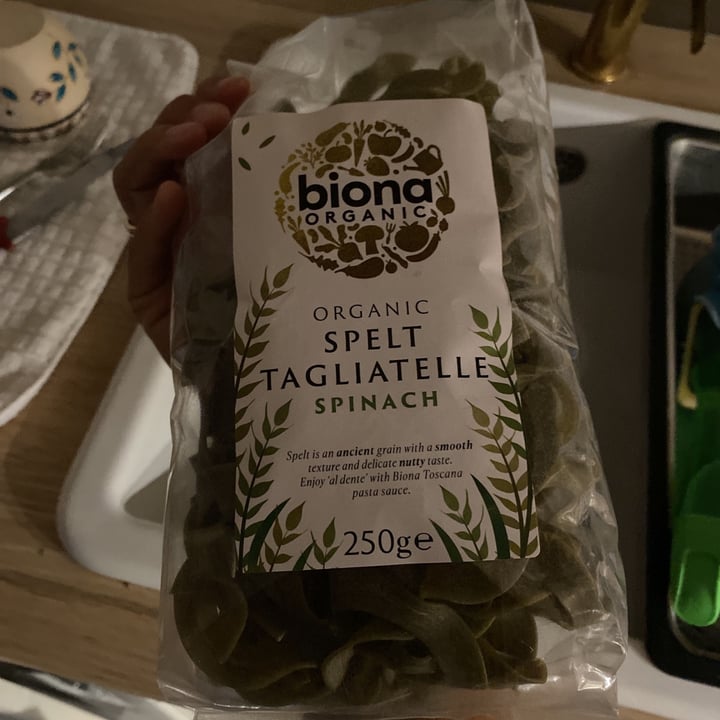 biona
ORGANIC
ORGANIC
SPELT
TAGLIATELLE
SPINACH
Spelt is an ancient grain with a smooth
texture and delicate nutty taste.
Enjoy 'al dente' with Biona Toscana
pasta sauce.
250g℮